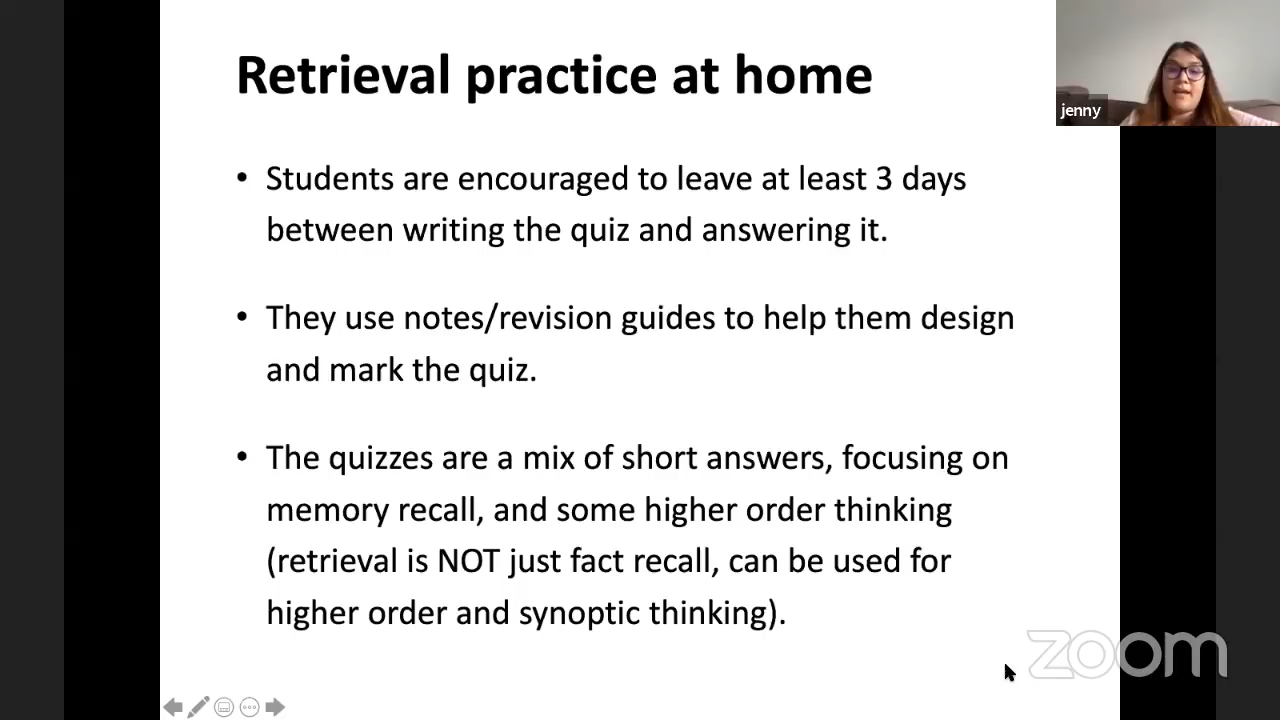 Retrieval practice at home
jenny
• Students are encouraged to leave at least 3 days
between writing the quiz and answering it.
• They use notes/revision guides to help them design
and mark the quiz.
• The quizzes are a mix of short answers, focusing on
memory recall, and some higher order thinking
(retrieval is NOT just fact recall, can be used for
higher order and synoptic thinking).
zoom